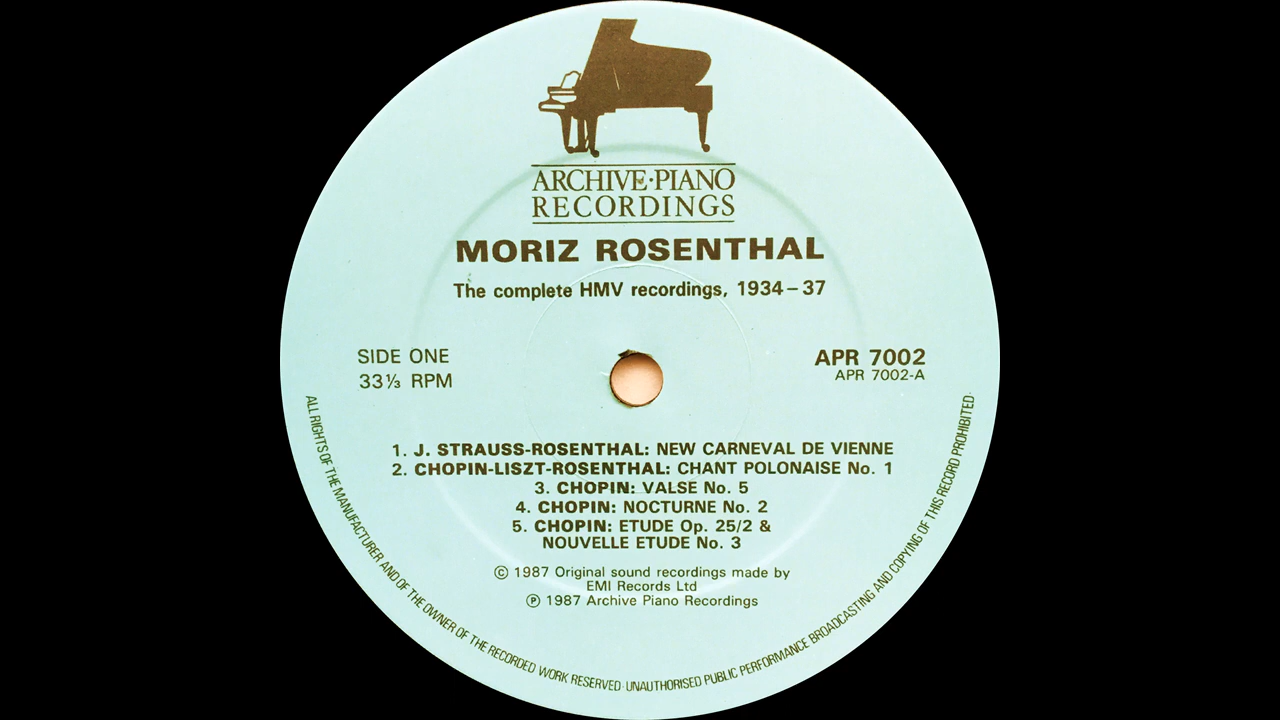 ARCHIVE·PIANO
RECORDINGS
MORIZ ROSENTHAL
The complete HMV recordings, 1934–37
SIDE ONE
33⅓ RPM
APR 7002
APR 7002-A
1. J. STRAUSS-ROSENTHAL: NEW CARNEVAL DE VIENNE
2. CHOPIN-LISZT-ROSENTHAL: CHANT POLONAISE No. 1
3. CHOPIN: VALSE No. 5
4. CHOPIN: NOCTURNE No. 2
5. CHOPIN: ETUDE Op. 25/2 &
NOUVELLE ETUDE No. 3
© 1987 Original sound recordings made by
EMI Records Ltd
℗ 1987 Archive Piano Recordings
ALL RIGHTS OF THE MANUFACTURER AND OF THE OWNER OF THE RECORDED WORK RESERVED·UNAUTHORISED PUBLIC PERFORMANCE BROADCASTING AND COPYING OF THIS RECORD PROHIBITED·